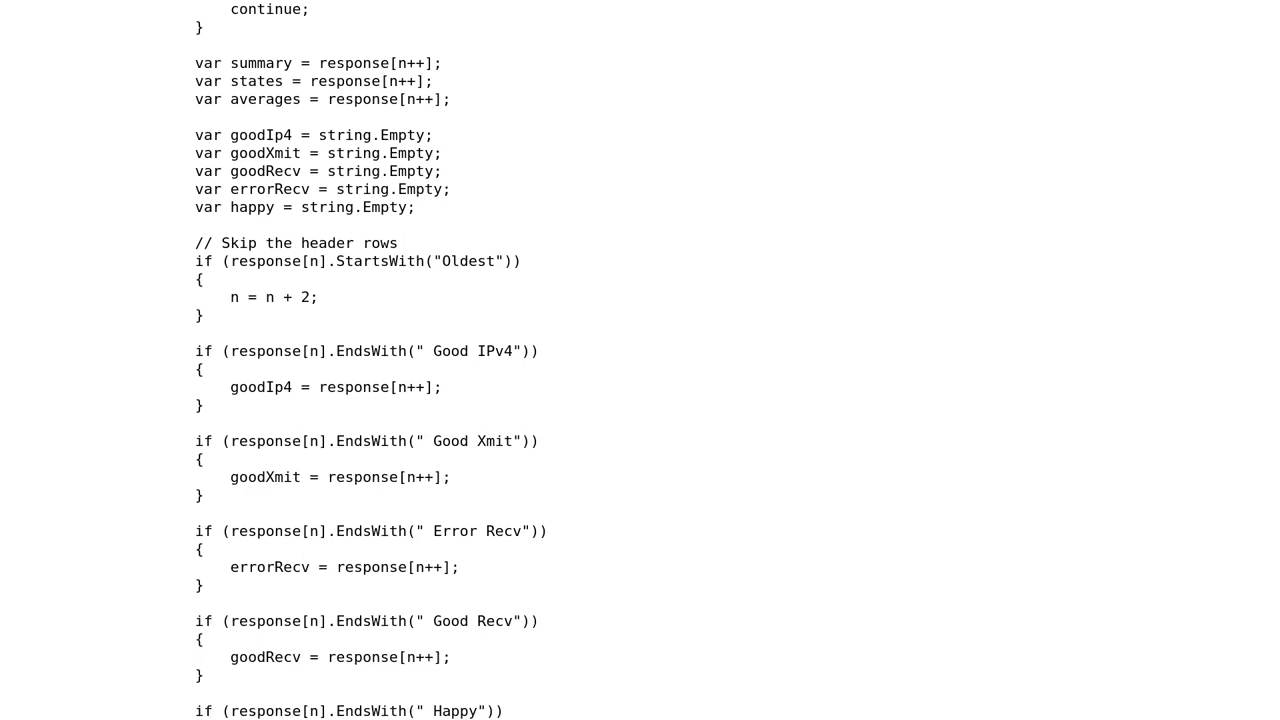 continue;
}

var summary = response[n++];
var states = response[n++];
var averages = response[n++];

var goodIp4 = string.Empty;
var goodXmit = string.Empty;
var goodRecv = string.Empty;
var errorRecv = string.Empty;
var happy = string.Empty;

// Skip the header rows
if (response[n].StartsWith("Oldest"))
{
    n = n + 2;
}

if (response[n].EndsWith(" Good IPv4"))
{
    goodIp4 = response[n++];
}

if (response[n].EndsWith(" Good Xmit"))
{
    goodXmit = response[n++];
}

if (response[n].EndsWith(" Error Recv"))
{
    errorRecv = response[n++];
}

if (response[n].EndsWith(" Good Recv"))
{
    goodRecv = response[n++];
}

if (response[n].EndsWith(" Happy"))